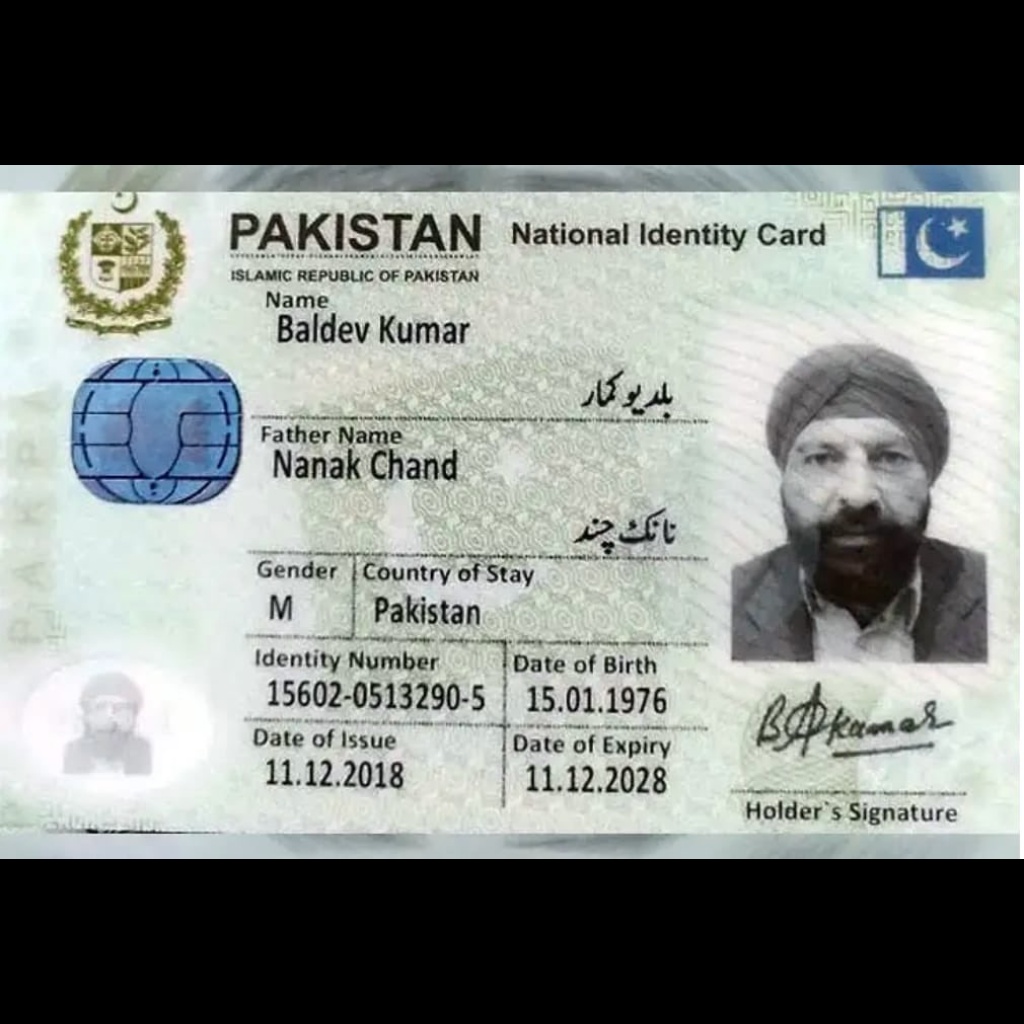 PAKISTAN National Identity Card
ISLAMIC REPUBLIC OF PAKISTAN
Name
Baldev Kumar
بلدیو کمار
Father Name
Nanak Chand
نانک چند
Gender Country of Stay
M Pakistan
Identity Number Date of Birth
15602-0513290-5 15.01.1976
Date of Issue Date of Expiry
11.12.2018 11.12.2028
Holder`s Signature